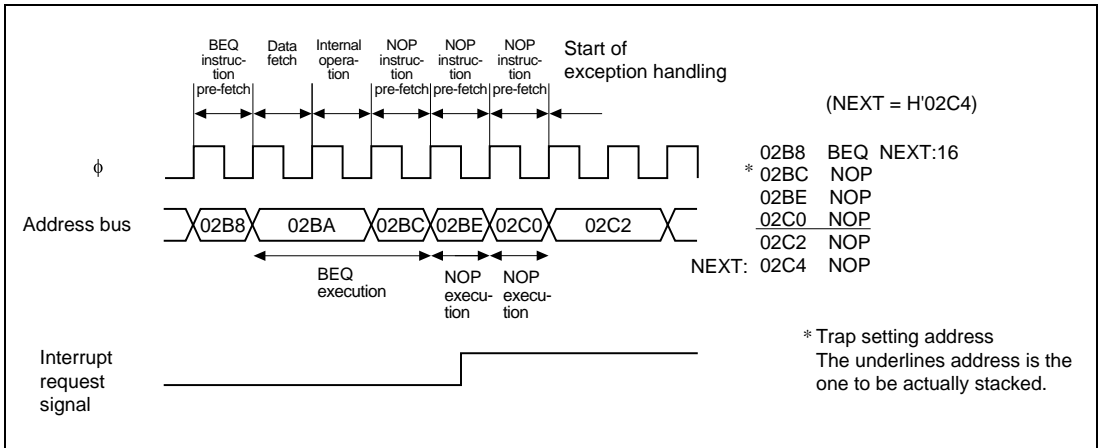 BEQ
instruc-
tion
pre-fetch
Data
fetch
Internal
opera-
tion
NOP
instruc-
tion
pre-fetch
NOP
instruc-
tion
pre-fetch
NOP
instruc-
tion
pre-fetch
Start of
exception handling
(NEXT = H'02C4)
ϕ
02B8 BEQ NEXT:16
* 02BC NOP
02BE NOP
02C0 NOP
02C2 NOP
NEXT: 02C4 NOP
Address bus
02B8 02BA 02BC 02BE 02C0 02C2
BEQ
execution
NOP
execu-
tion
NOP
execu-
tion
Interrupt
request
signal
* Trap setting address
The underlines address is the
one to be actually stacked.